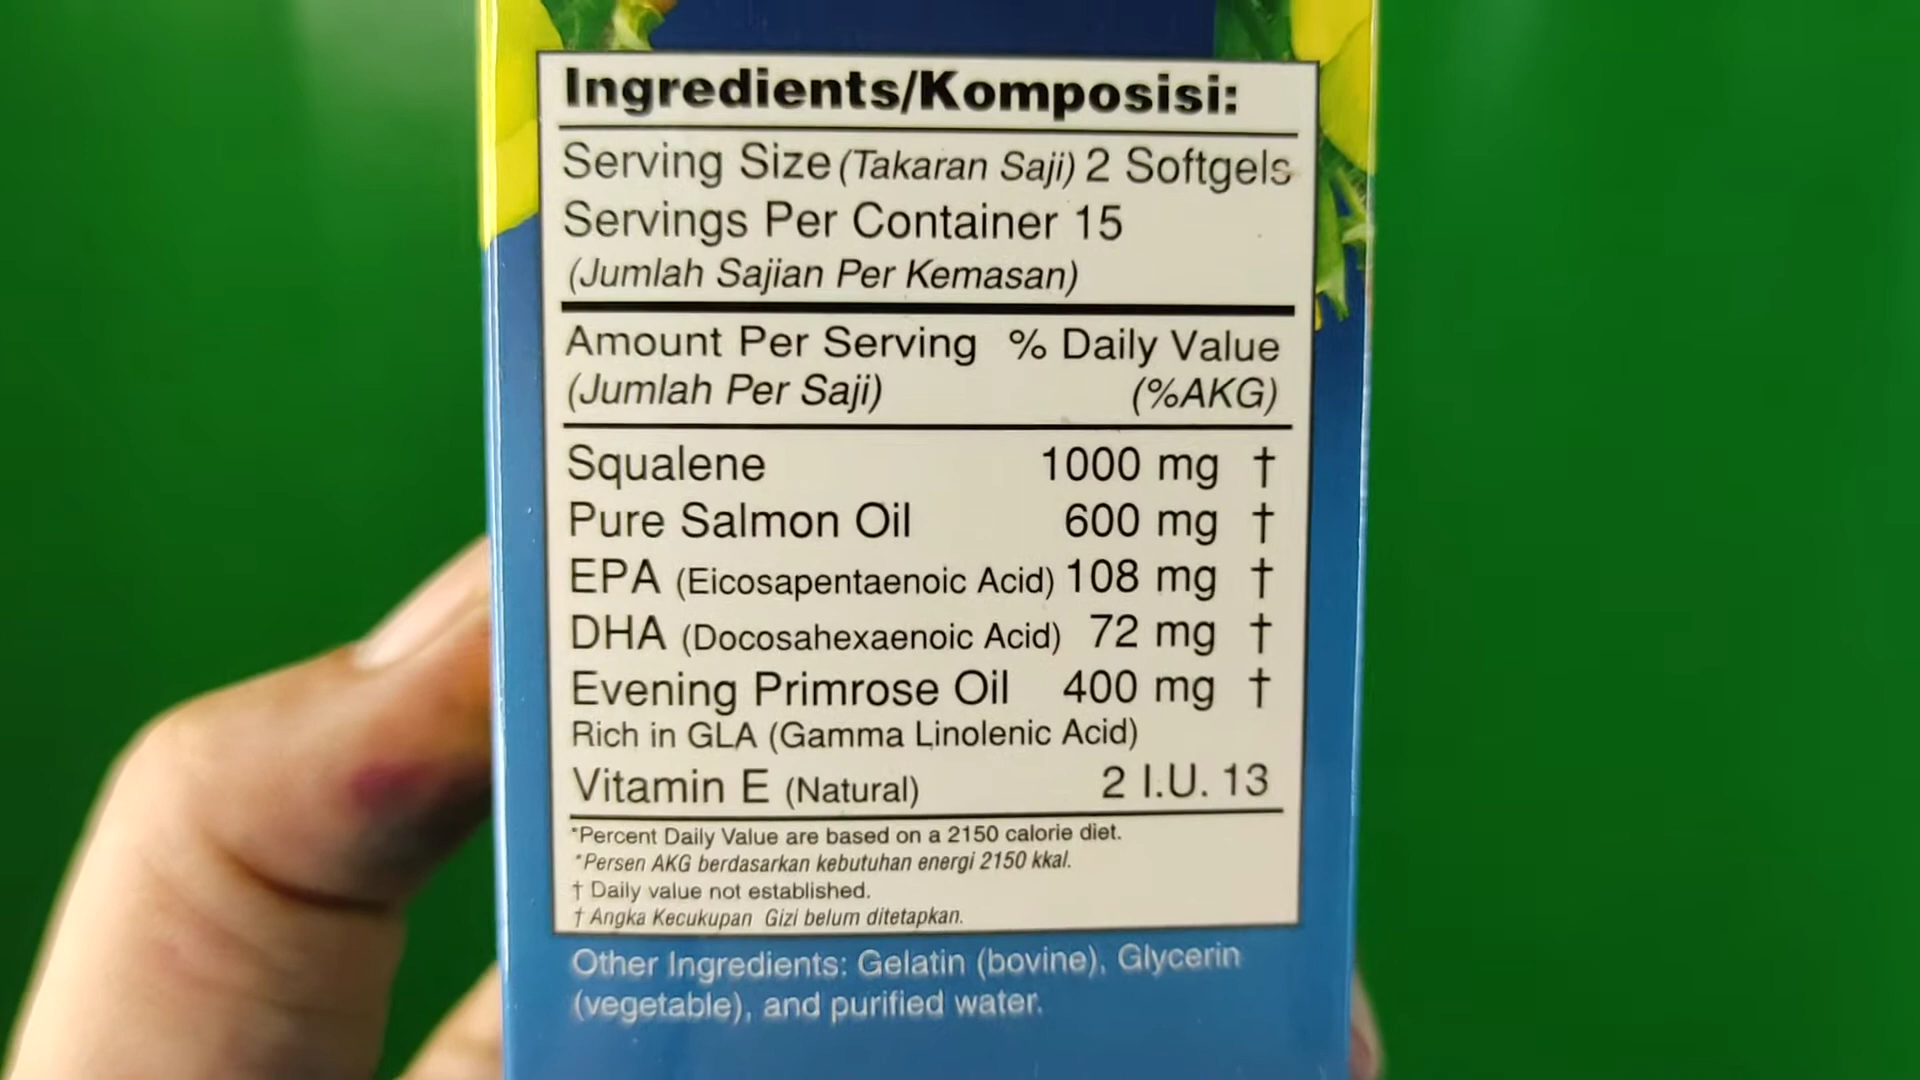 Ingredients/Komposisi:
Serving Size (Takaran Saji) 2 Softgels
Servings Per Container 15
(Jumlah Sajian Per Kemasan)
Amount Per Serving % Daily Value
(Jumlah Per Saji) (%AKG)
Squalene 1000 mg †
Pure Salmon Oil 600 mg †
EPA (Eicosapentaenoic Acid) 108 mg †
DHA (Docosahexaenoic Acid) 72 mg †
Evening Primrose Oil 400 mg †
Rich in GLA (Gamma Linolenic Acid)
Vitamin E (Natural) 2 I.U. 13
*Percent Daily Value are based on a 2150 calorie diet.
*Persen AKG berdasarkan kebutuhan energi 2150 kkal.
† Daily value not established.
† Angka Kecukupan Gizi belum ditetapkan.
Other Ingredients: Gelatin (bovine), Glycerin
(vegetable), and purified water.